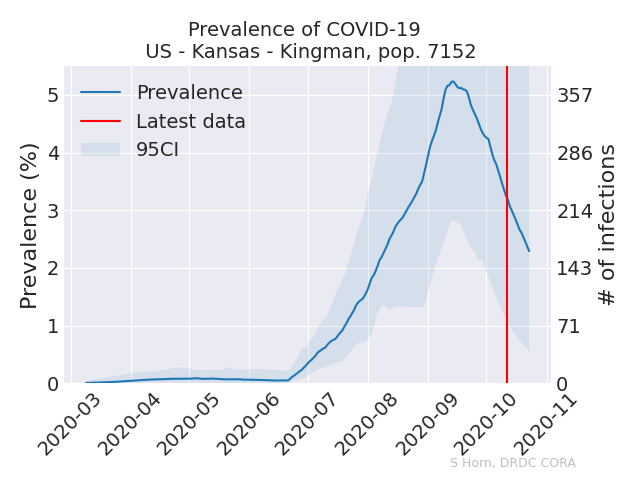 Prevalence of COVID-19
US - Kansas - Kingman, pop. 7152
Prevalence
Latest data
95CI
Prevalence (%)
5
4
3
2
1
0
357
286
214
143
71
0
# of infections
2020-03
2020-04
2020-05
2020-06
2020-07
2020-08
2020-09
2020-10
2020-11
S Horn, DRDC CORA